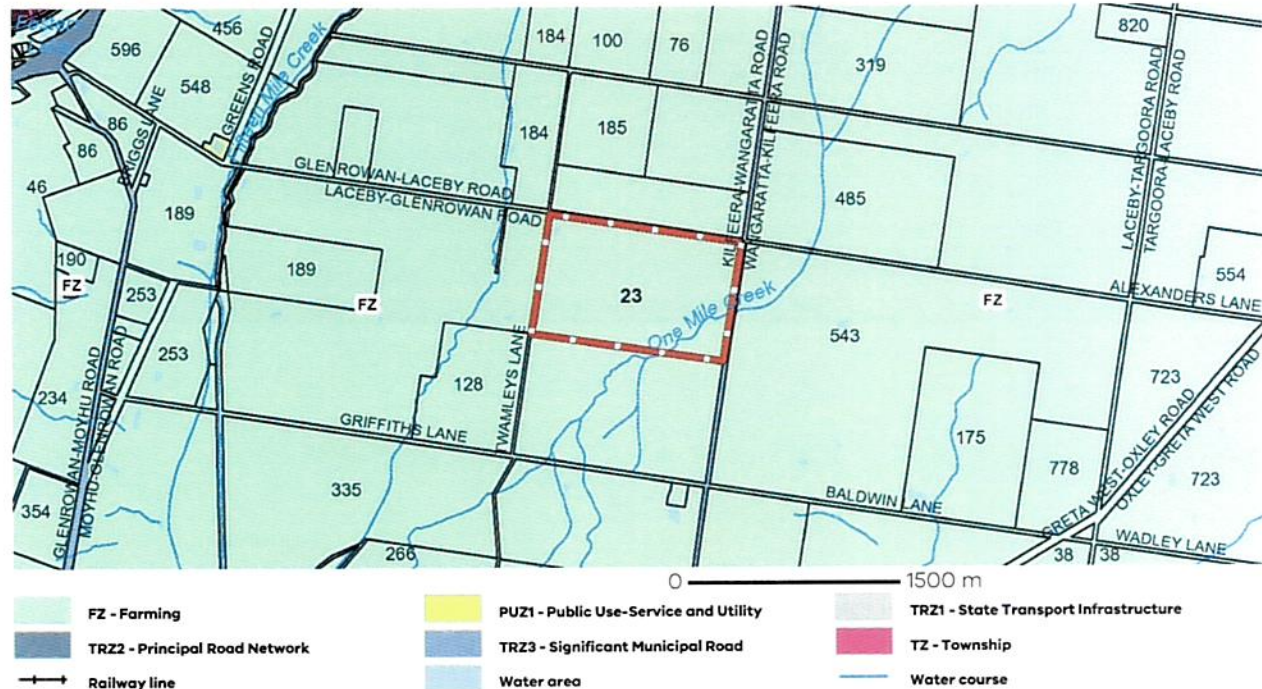 456
596
548
GREENS ROAD
Fifteen Mile Creek
184
100
76
KILFEERA-WANGARATTA ROAD
WANGARATTA-KILFEERA ROAD
319
820
LACEBY-TARGOORA ROAD
TARGOORA-LACEBY ROAD
BRIGGS LANE
86
86
46
189
184
185
GLENROWAN-LACEBY ROAD
LACEBY-GLENROWAN ROAD
485
190
FZ
253
189
FZ
23
One Mile Creek
543
FZ
554
ALEXANDERS LANE
253
234
GLENROWAN-MOYHU ROAD
MOYHU-GLENROWAN ROAD
128
TWAMLEYS LANE
GRIFFITHS LANE
723
175
778
GRETA WEST-OXLEY ROAD
OXLEY-GRETA WEST ROAD
723
335
354
266
BALDWIN LANE
WADLEY LANE
38
38
0
1500 m
FZ - Farming
PUZ1 - Public Use-Service and Utility
TRZ1 - State Transport Infrastructure
TRZ2 - Principal Road Network
TRZ3 - Significant Municipal Road
TZ - Township
Railway line
Water area
Water course